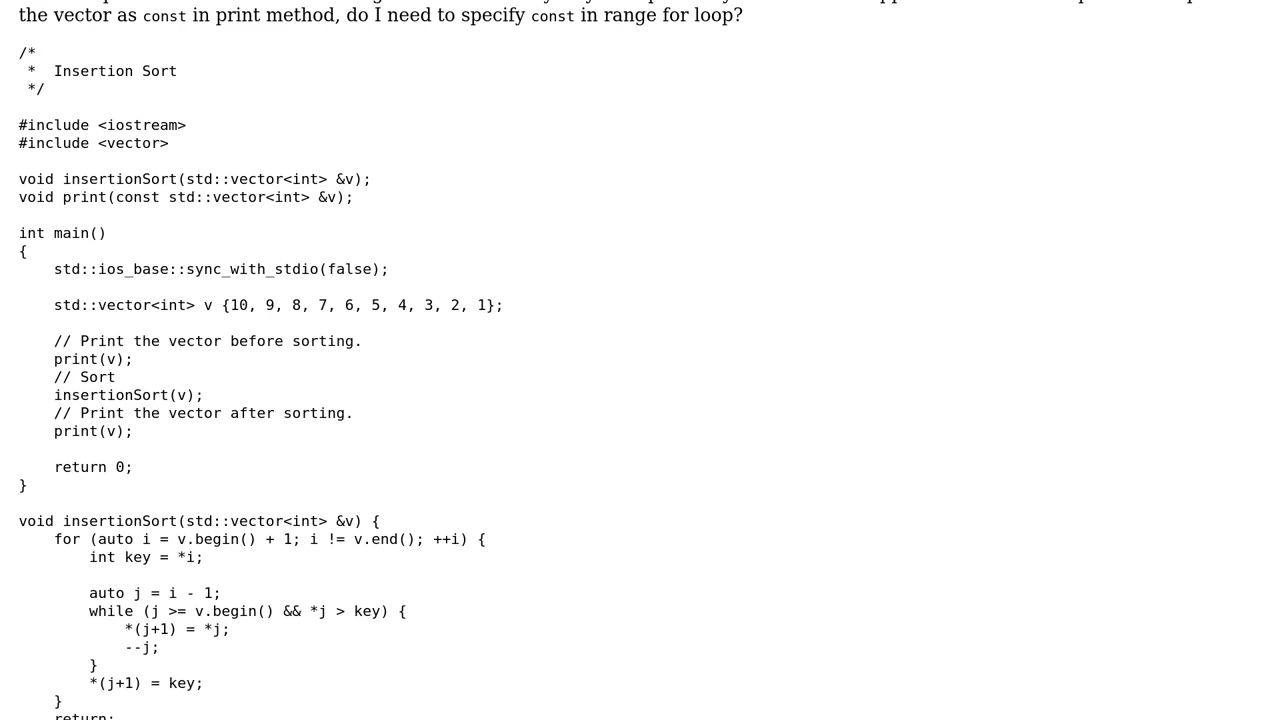 the vector as const in print method, do I need to specify const in range for loop?
/*
 *  Insertion Sort
 */
#include <iostream>
#include <vector>
void insertionSort(std::vector<int> &v);
void print(const std::vector<int> &v);
int main()
{
    std::ios_base::sync_with_stdio(false);
    std::vector<int> v {10, 9, 8, 7, 6, 5, 4, 3, 2, 1};
    // Print the vector before sorting.
    print(v);
    // Sort
    insertionSort(v);
    // Print the vector after sorting.
    print(v);
    return 0;
}
void insertionSort(std::vector<int> &v) {
    for (auto i = v.begin() + 1; i != v.end(); ++i) {
        int key = *i;
        auto j = i - 1;
        while (j >= v.begin() && *j > key) {
            *(j+1) = *j;
            --j;
        }
        *(j+1) = key;
    }
    return;